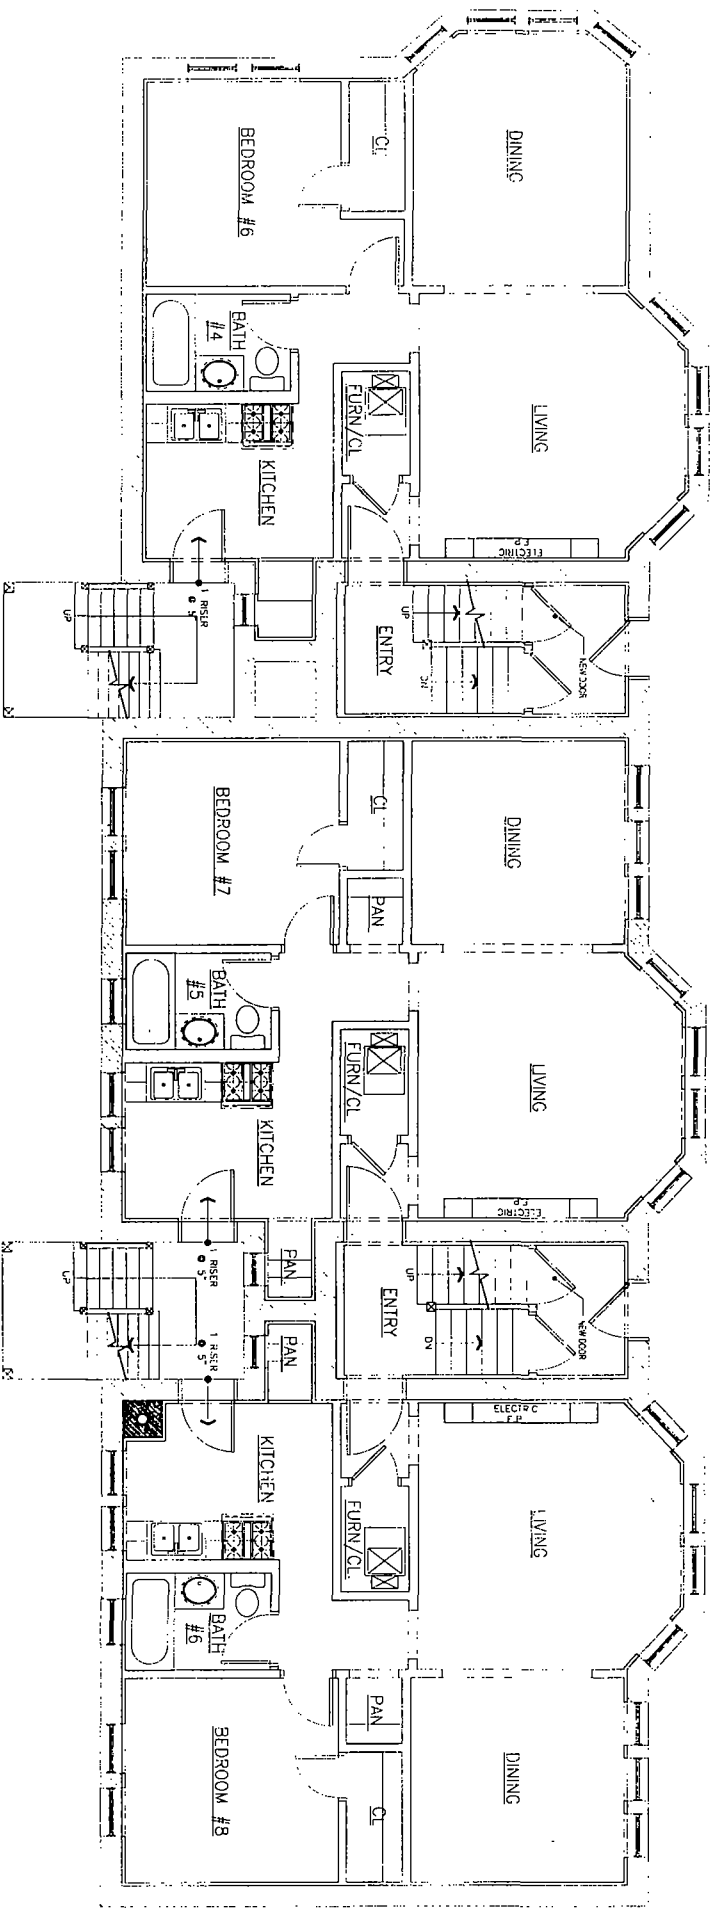 DINING
CL
BEDROOM #6
LIVING
BATH
#4
FURN/CL
KITCHEN
ELECTRIC
F.P.
1 RISER
@ 5"
UP
UP
DN
ENTRY
NEW DOOR
DINING
CL
BEDROOM #7
PAN
LIVING
BATH
#5
FURN/CL
KITCHEN
ELECTRIC
F.P.
PAN
1 RISER
@ 5"
UP
UP
DN
ENTRY
NEW DOOR
PAN
1 RISER
@ 5"
ELECTRIC
F.P.
KITCHEN
FURN/CL
LIVING
BATH
#6
PAN
DINING
BEDROOM #8
CL